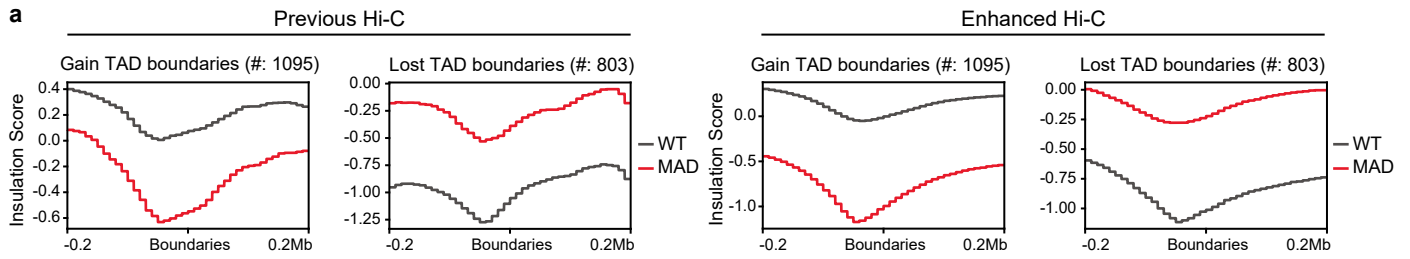 a
Previous Hi-C
Enhanced Hi-C
Gain TAD boundaries (#: 1095)
Insulation Score
0.4
0.2
0.0
-0.2
-0.4
-0.6
-0.2
Boundaries
0.2Mb
Lost TAD boundaries (#: 803)
0.00
-0.25
-0.50
-0.75
-1.00
-1.25
-0.2
Boundaries
0.2Mb
WT
MAD
Gain TAD boundaries (#: 1095)
Insulation Score
0.0
-0.5
-1.0
-0.2
Boundaries
0.2Mb
Lost TAD boundaries (#: 803)
0.00
-0.25
-0.50
-0.75
-1.00
-0.2
Boundaries
0.2Mb
WT
MAD